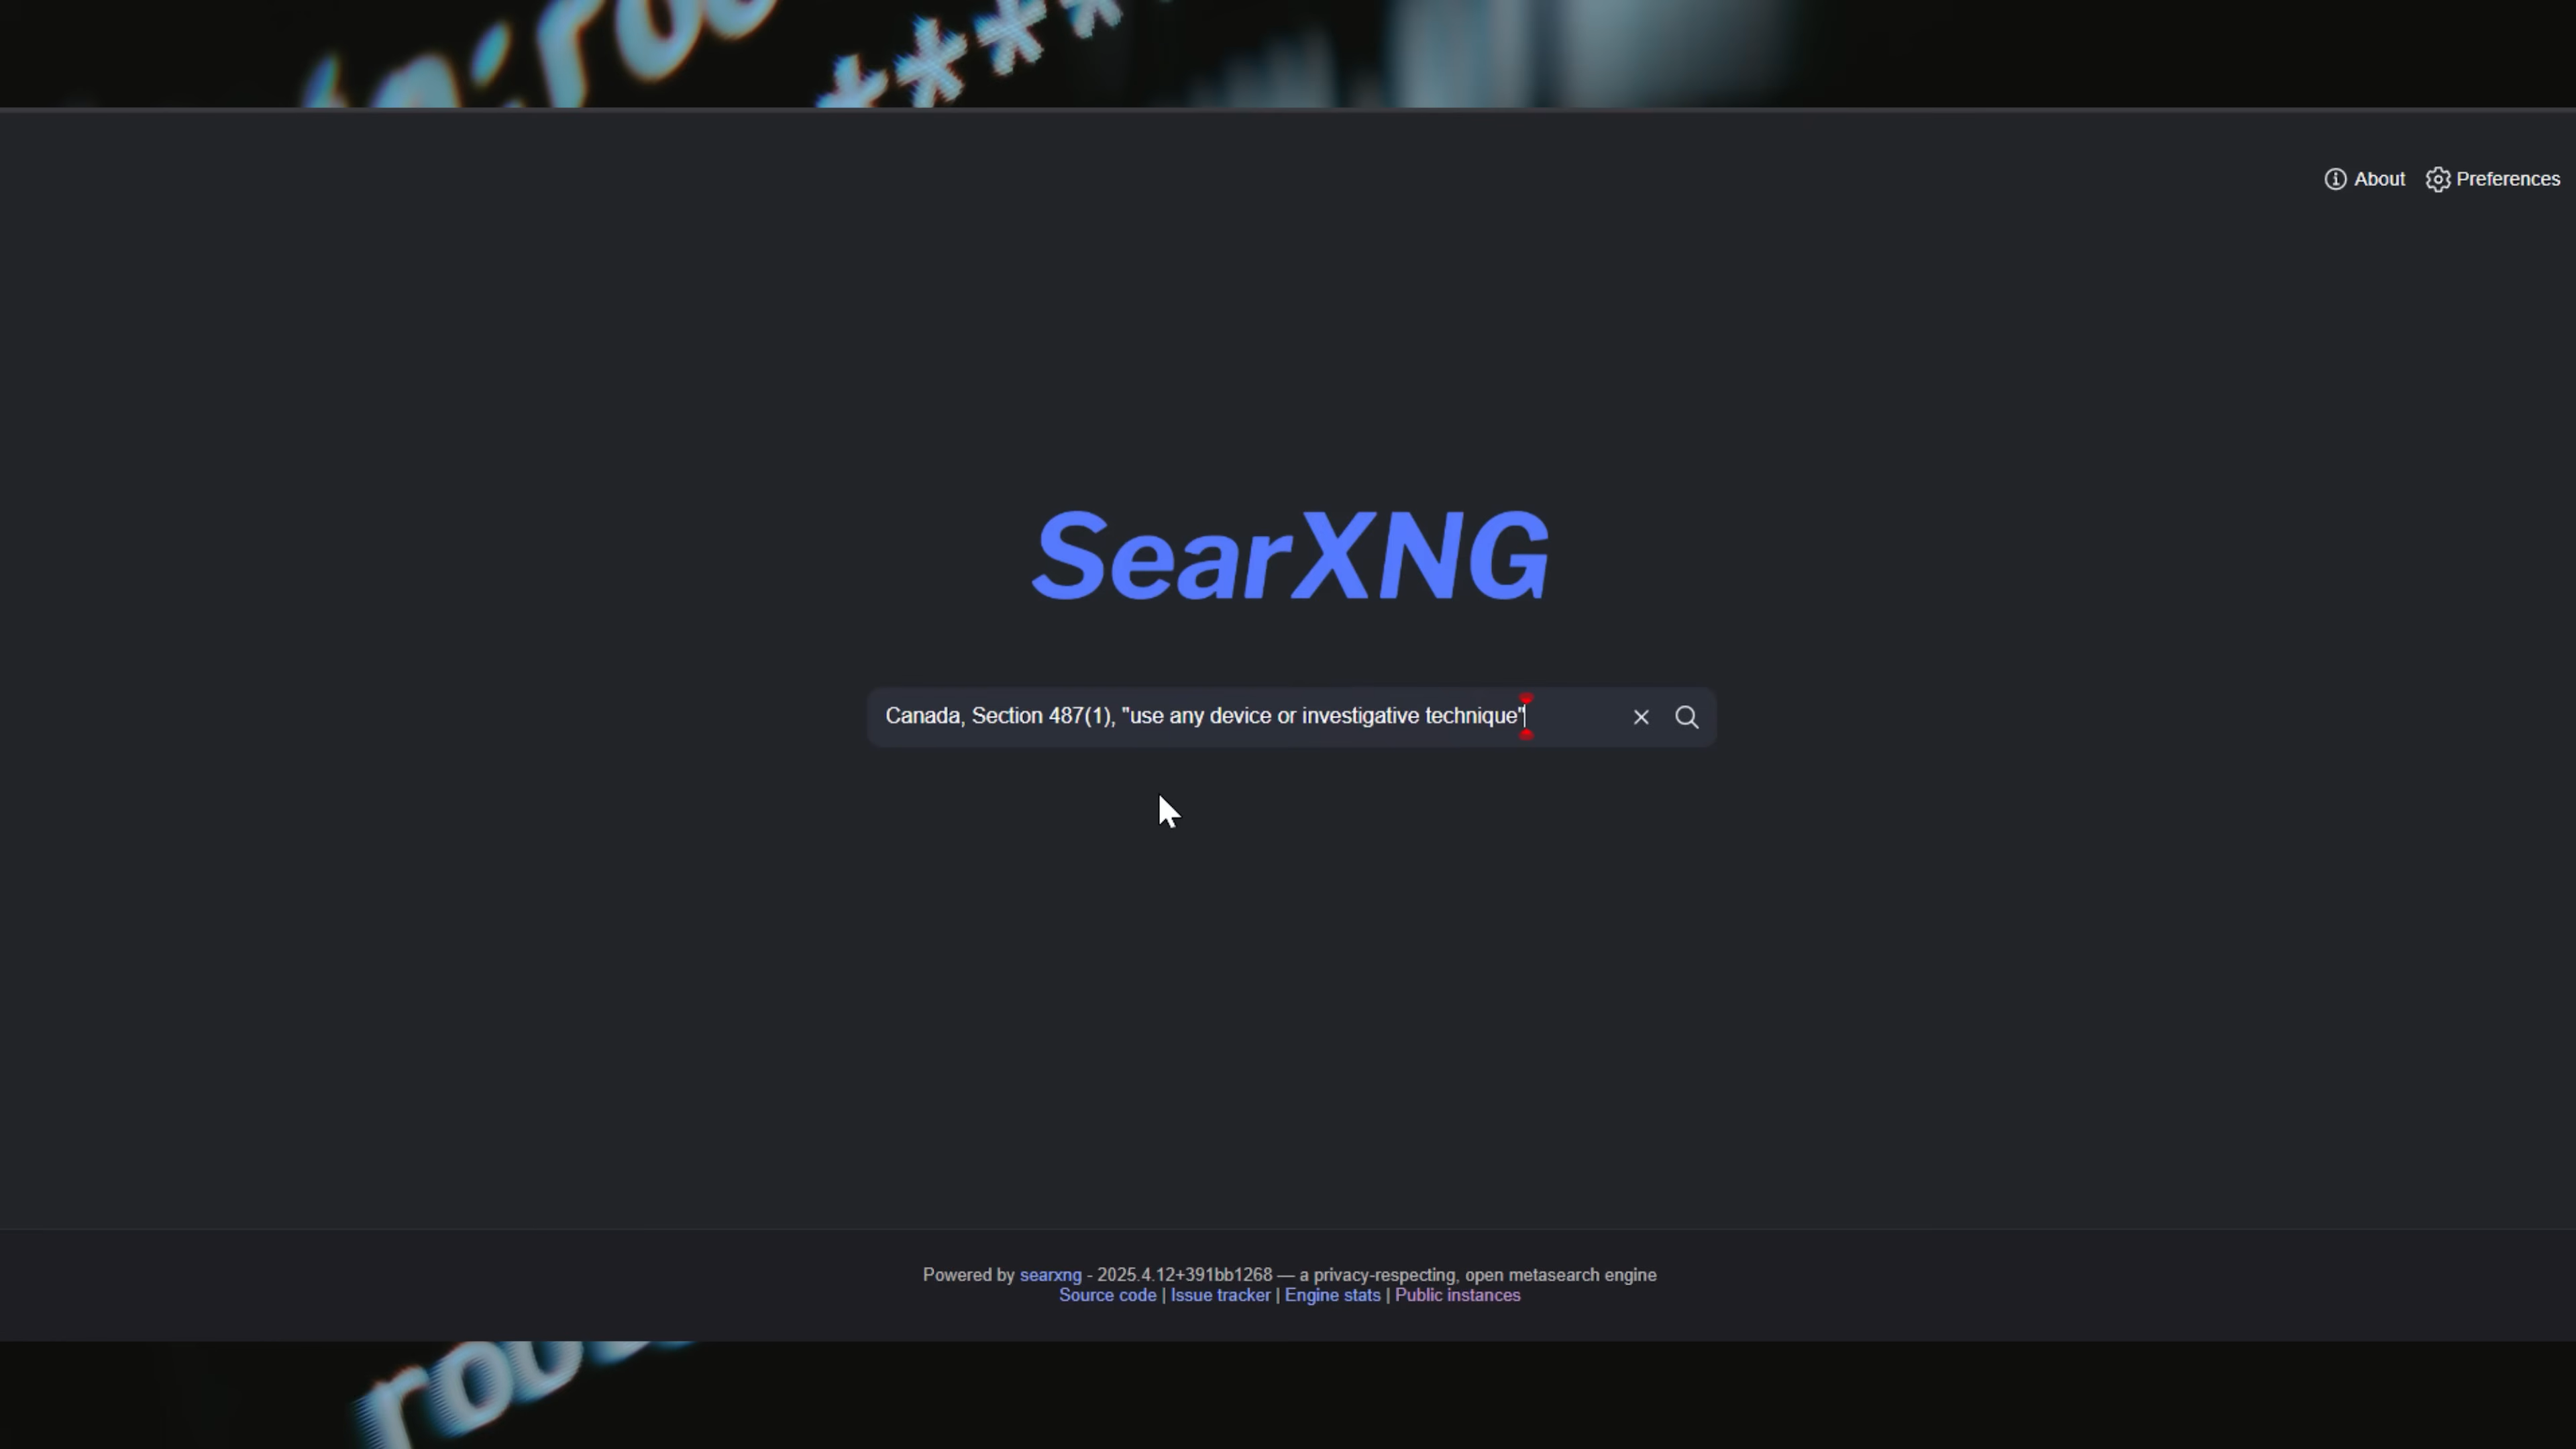 ****
About Preferences
SearXNG
Canada, Section 487(1), "use any device or investigative technique"
Powered by searxng - 2025.4.12+391bb1268 — a privacy-respecting, open metasearch engine
Source code | Issue tracker | Engine stats | Public instances